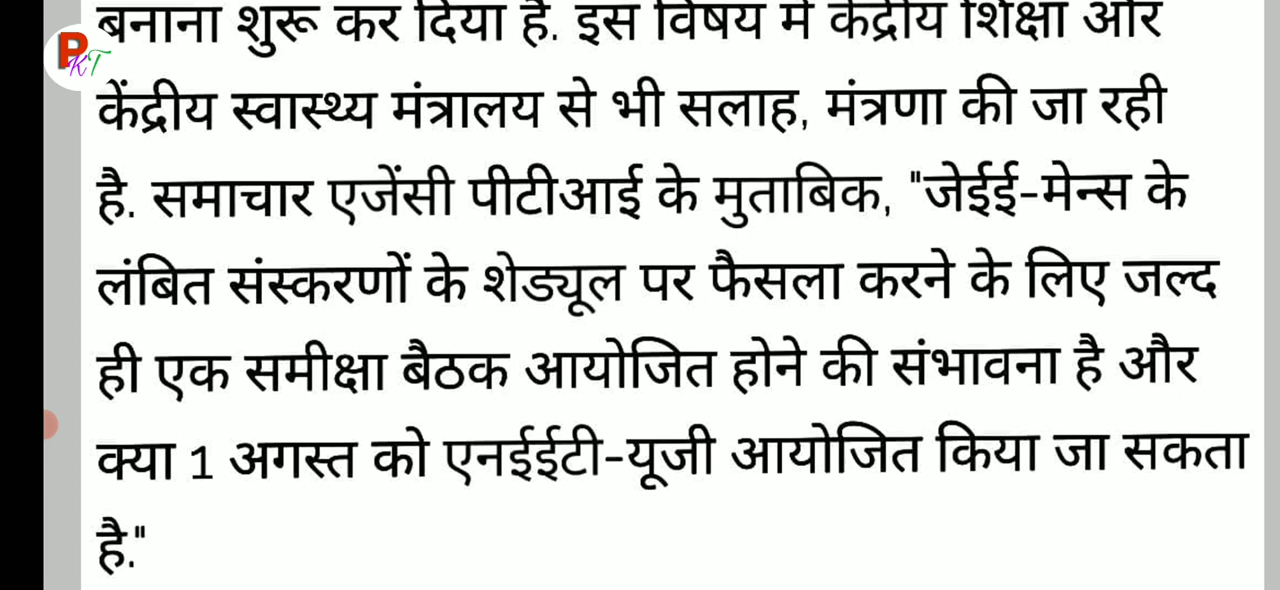 बनाना शुरू कर दिया है. इस विषय में केंद्रीय शिक्षा और
PKT
केंद्रीय स्वास्थ्य मंत्रालय से भी सलाह, मंत्रणा की जा रही
है. समाचार एजेंसी पीटीआई के मुताबिक, "जेईई-मेन्स के
लंबित संस्करणों के शेड्यूल पर फैसला करने के लिए जल्द
ही एक समीक्षा बैठक आयोजित होने की संभावना है और
क्या 1 अगस्त को एनईईटी-यूजी आयोजित किया जा सकता
है."